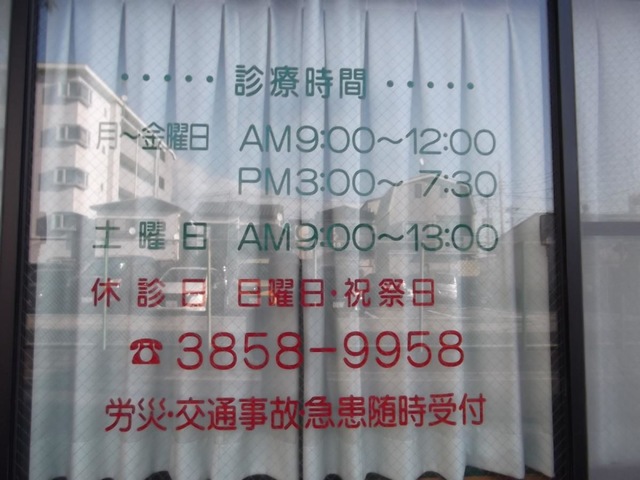 ・・・・・診療時間・・・・・
月～金曜日 AM9:00～12:00
PM3:00～7:30
土曜日 AM9:00～13:00
休診日 日曜日・祝祭日
☎3858-9958
労災・交通事故・急患随時受付